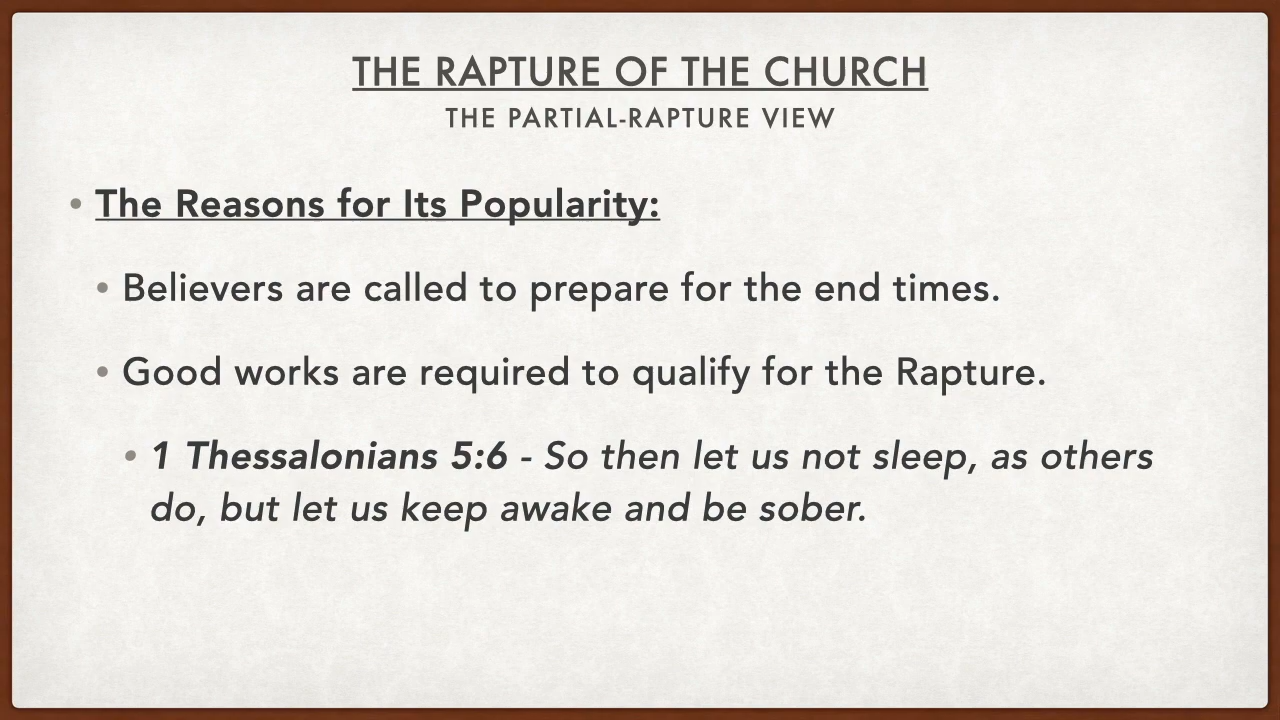 THE RAPTURE OF THE CHURCH
THE PARTIAL-RAPTURE VIEW
• The Reasons for Its Popularity:
• Believers are called to prepare for the end times.
• Good works are required to qualify for the Rapture.
• 1 Thessalonians 5:6 - So then let us not sleep, as others
do, but let us keep awake and be sober.